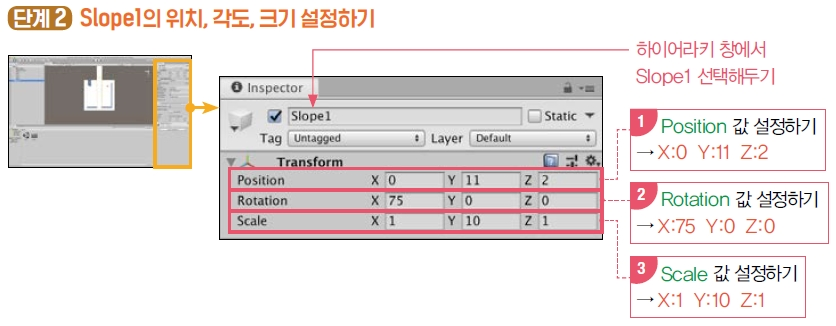 단계 2 Slope1의 위치, 각도, 크기 설정하기
하이어라키 창에서
Slope1 선택해두기
Inspector
Slope1 Static
Tag Untagged Layer Default
Transform
Position X 0 Y 11 Z 2
Rotation X 75 Y 0 Z 0
Scale X 1 Y 10 Z 1
1 Position 값 설정하기
→ X:0 Y:11 Z:2
2 Rotation 값 설정하기
→ X:75 Y:0 Z:0
3 Scale 값 설정하기
→ X:1 Y:10 Z:1